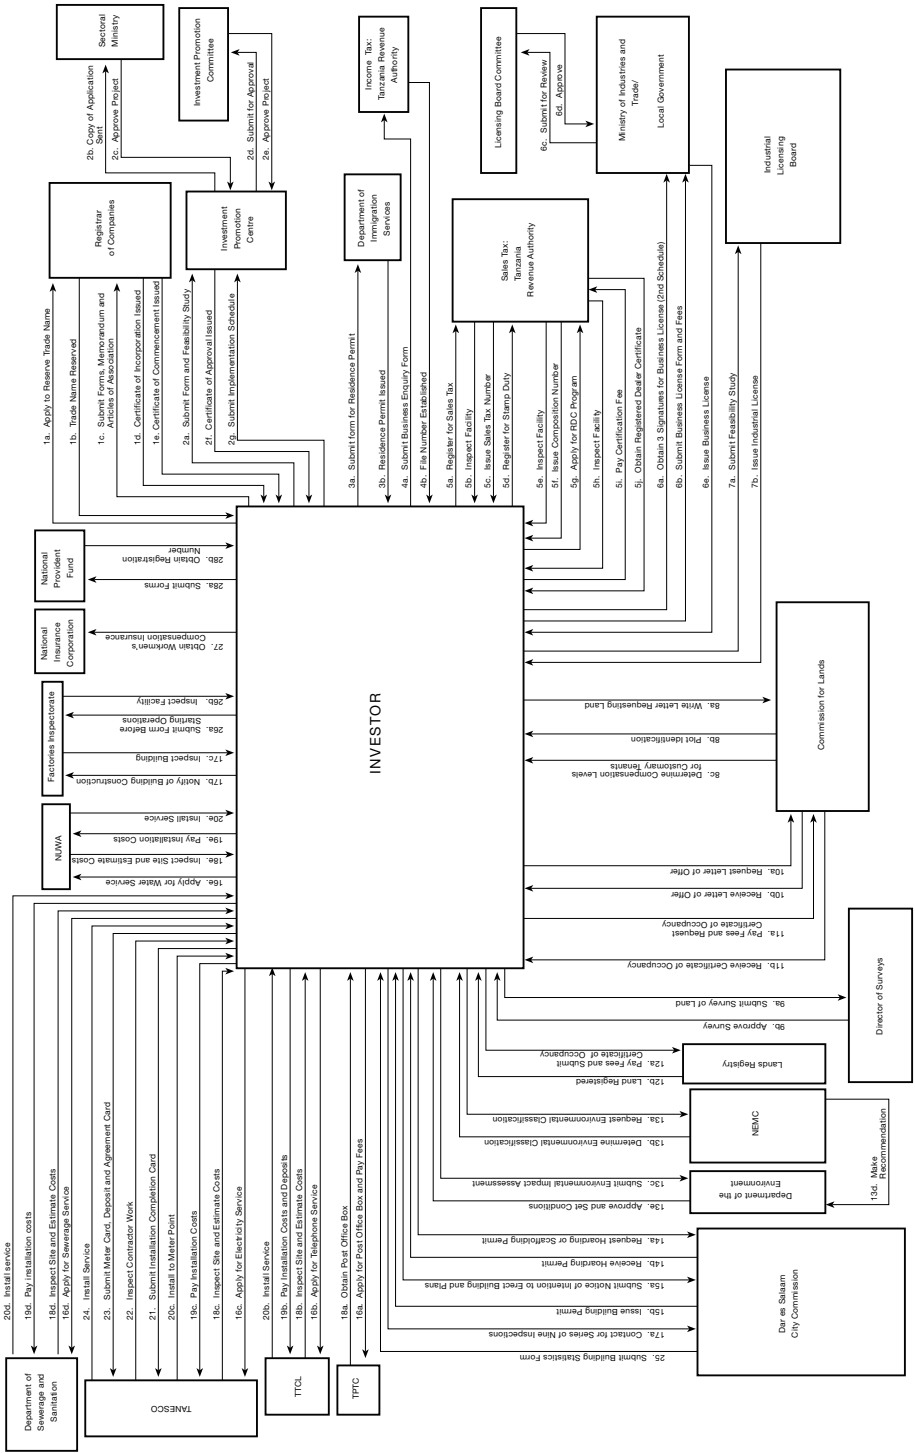 Sectoral
Ministry
Investment Promotion
Committee
Income Tax:
Tanzania Revenue
Authority
Licensing Board Committee
Ministry of Industries and
Trade/
Local Government
Industrial
Licensing
Board
2b. Copy of Application
Sent
2c. Approve Project
2d. Submit for Approval
2e. Approve Project
6c. Submit for Review
6d. Approve
Registrar
of Companies
Investment
Promotion
Centre
Department of
Immigration
Services
Sales Tax:
Tanzania
Revenue Authority
1a. Apply to Reserve Trade Name
1b. Trade Name Reserved
1c. Submit Forms, Memorandum and
Articles of Association
1d. Certificate of Incorporation Issued
1e. Certificate of Commencement Issued
2a. Submit Form and Feasibility Study
2f. Certificate of Approval Issued
2g. Submit Implementation Schedule
3a. Submit form for Residence Permit
3b. Residence Permit Issued
4a. Submit Business Enquiry Form
4b. File Number Established
5a. Register for Sales Tax
5b. Inspect Facility
5c. Issue Sales Tax Number
5d. Register for Stamp Duty
5e. Inspect Facility
5f. Issue Composition Number
5g. Apply for RDC Program
5h. Inspect Facility
5i. Pay Certification Fee
5j. Obtain Registered Dealer Certificate
6a. Obtain 3 Signatures for Business License (2nd Schedule)
6b. Submit Business License Form and Fees
6e. Issue Business License
7a. Submit Feasibility Study
7b. Issue Industrial License
National
Provident
Fund
28b. Obtain Registration
Number
28a. Submit Forms
National
Insurance
Corporation
27. Obtain Workmen's
Compensation Insurance
Factories Inspectorate
26b. Inspect Facility
26a. Submit Form Before
Starting Operations
17c. Inspect Building
17b. Notify of Building Construction
NUWA
20e. Install Service
19e. Pay Installation Costs
18e. Inspect Site and Estimate Costs
16e. Apply for Water Service
INVESTOR
8a. Write Letter Requesting Land
8b. Plot Identification
8c. Determine Compensation Levels
for Customary Tenants
Commission for Lands
10a. Request Letter of Offer
10b. Receive Letter of Offer
11a. Pay Fees and Request
Certificate of Occupancy
11b. Receive Certificate of Occupancy
9a. Submit Survey of Land
9b. Approve Survey
Director of Surveys
12a. Pay Fees and Submit
Certificate of Occupancy
12b. Land Registered
Lands Registry
13a. Request Environment Classification
13b. Determine Environmental Classification
NEMC
13d. Make
Recommendation
13c. Submit Environmental Impact Assessment
13e. Approve and Set Conditions
Department of the
Environment
14a. Request Hoarding or Scaffolding Permit
14b. Receive Hoarding Permit
15a. Submit Notice of Intention to Erect Building and Plans
15b. Issue Building Permit
17a. Contact for Series of Nine Inspections
25. Submit Building Statistics Form
Dar es Salaam
City Commission
20d. Install service
19d. Pay installation costs
18d. Inspect Site and Estimate Costs
16d. Apply for Sewerage Service
24. Install Service
23. Submit Meter Card, Deposit and Agreement Card
22. Inspect Contractor Work
21. Submit Installation Completion Card
20c. Install to Meter Point
19c. Pay Installation Costs
18c. Inspect Site and Estimate Costs
16c. Apply for Electricity Service
20b. Install Service
19b. Pay Installation Costs and Deposits
18b. Inspect Site and Estimate Costs
16b. Apply for Telephone Service
18a. Obtain Post Office Box
16a. Apply for Post Office Box and Pay Fees
Department of
Sewerage and
Sanitation
TANESCO
TTCL
TPTC